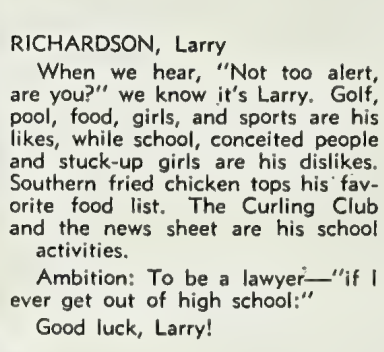 RICHARDSON, Larry
When we hear, "Not too alert,
are you?" we know it's Larry. Golf,
pool, food, girls, and sports are his
likes, while school, conceited people
and stuck-up girls are his dislikes.
Southern fried chicken tops his fav-
orite food list. The Curling Club
and the news sheet are his school
activities.
Ambition: To be a lawyer—"if I
ever get out of high school:"
Good luck, Larry!